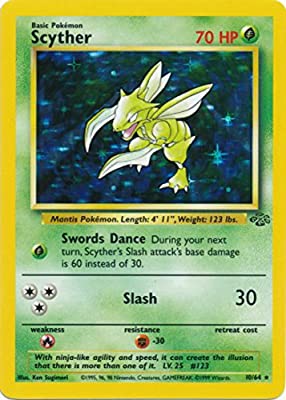 Basic Pokémon
Scyther
70 HP
Mantis Pokémon. Length: 4' 11", Weight: 123 lbs.
Swords Dance During your next
turn, Scyther's Slash attack's base damage
is 60 instead of 30.
Slash 30
weakness resistance retreat cost
-30
With ninja-like agility and speed, it can create the illusion
that there is more than one. LV. 25 #123
Illus. Ken Sugimori ©1995, 96, 98 Nintendo, Creatures, GAMEFREAK. ©1999 Wizards. 10/64 ★